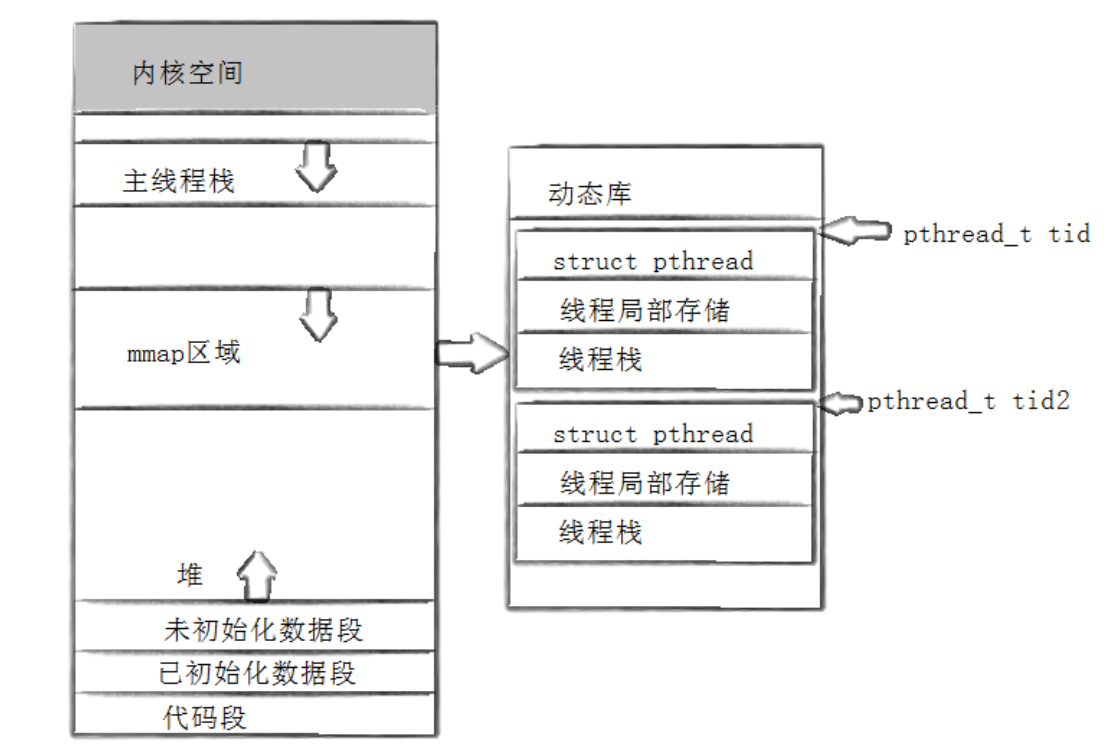 内核空间
主线程栈
mmap区域
堆
未初始化数据段
已初始化数据段
代码段
动态库
struct pthread
线程局部存储
线程栈
struct pthread
线程局部存储
线程栈
pthread_t tid
pthread_t tid2